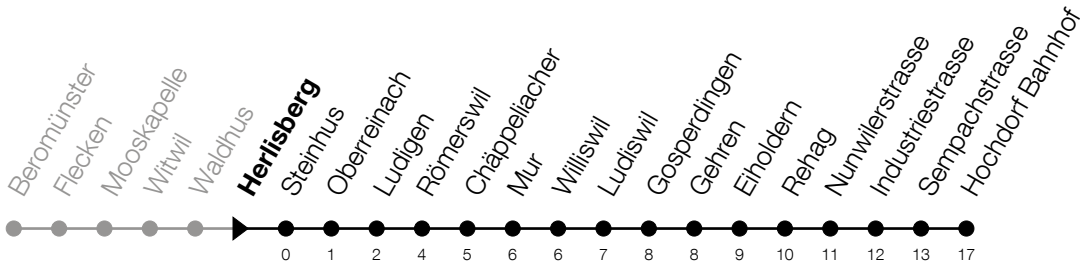 Beromünster
Flecken
Mooskapelle
Witwil
Waldhus
Herlisberg
Steinhus
Oberreinach
Ludigen
Römerswil
Chäppeliacher
Mur
Williswil
Ludiswil
Gosperdingen
Gehren
Eiholdern
Rehag
Nunwilerstrasse
Industriestrasse
Sempachstrasse
Hochdorf Bahnhof
0 1 2 4 5 6 6 7 8 8 9 10 11 12 13 17